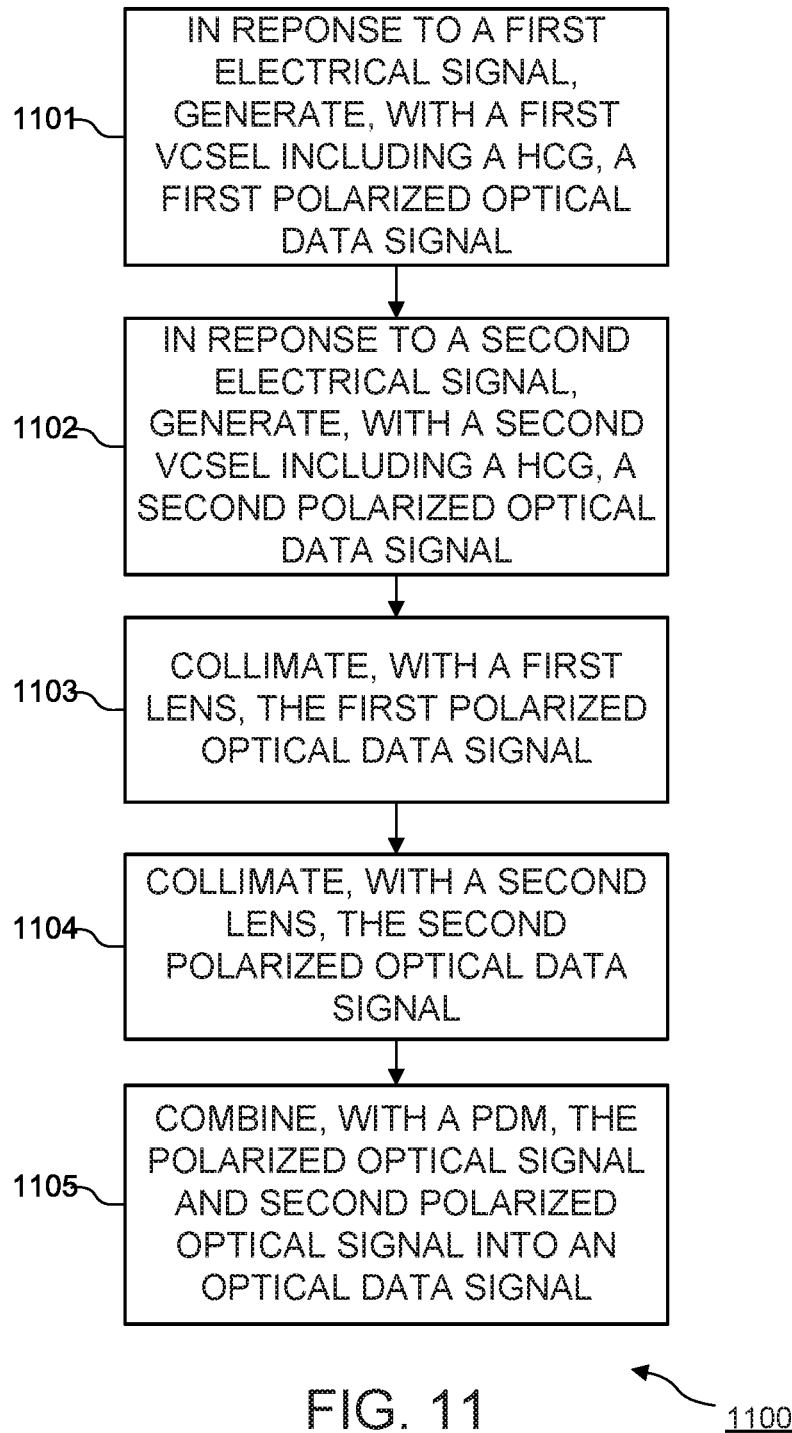 IN REPONSE TO A FIRST
ELECTRICAL SIGNAL,
GENERATE, WITH A FIRST
VCSEL INCLUDING A HCG, A
FIRST POLARIZED OPTICAL
DATA SIGNAL
1101
IN REPONSE TO A SECOND
ELECTRICAL SIGNAL,
GENERATE, WITH A SECOND
VCSEL INCLUDING A HCG, A
SECOND POLARIZED OPTICAL
DATA SIGNAL
1102
COLLIMATE, WITH A FIRST
LENS, THE FIRST POLARIZED
OPTICAL DATA SIGNAL
1103
COLLIMATE, WITH A SECOND
LENS, THE SECOND
POLARIZED OPTICAL DATA
SIGNAL
1104
COMBINE, WITH A PDM, THE
POLARIZED OPTICAL SIGNAL
AND SECOND POLARIZED
OPTICAL SIGNAL INTO AN
OPTICAL DATA SIGNAL
1105
FIG. 11
1100